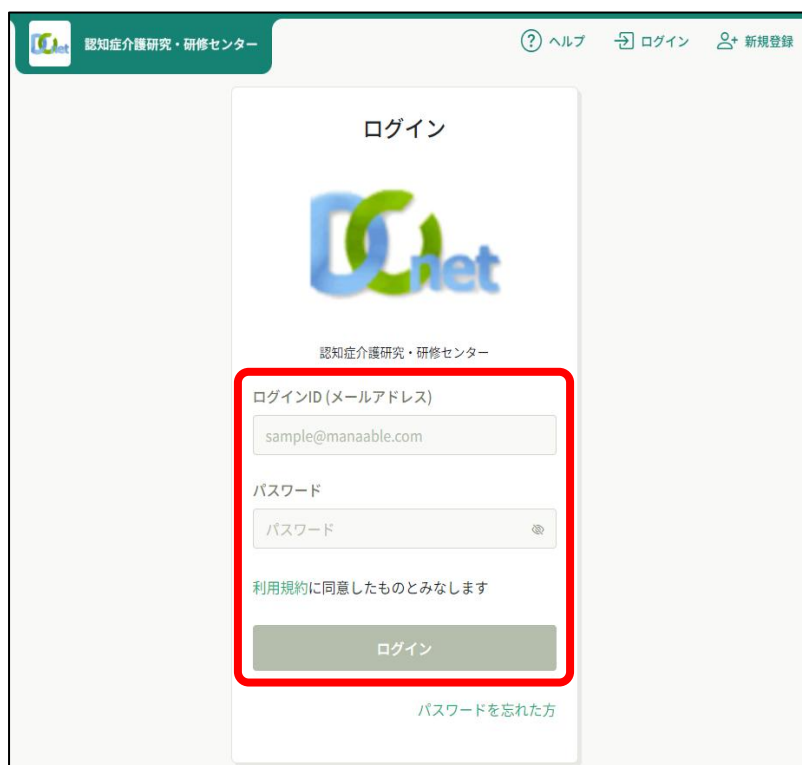 DCnet 認知症介護研究・研修センター ヘルプ ログイン 新規登録
ログイン
DCnet
認知症介護研究・研修センター
ログインID (メールアドレス)
sample@manaable.com
パスワード
パスワード
利用規約に同意したものとみなします
ログイン
パスワードを忘れた方